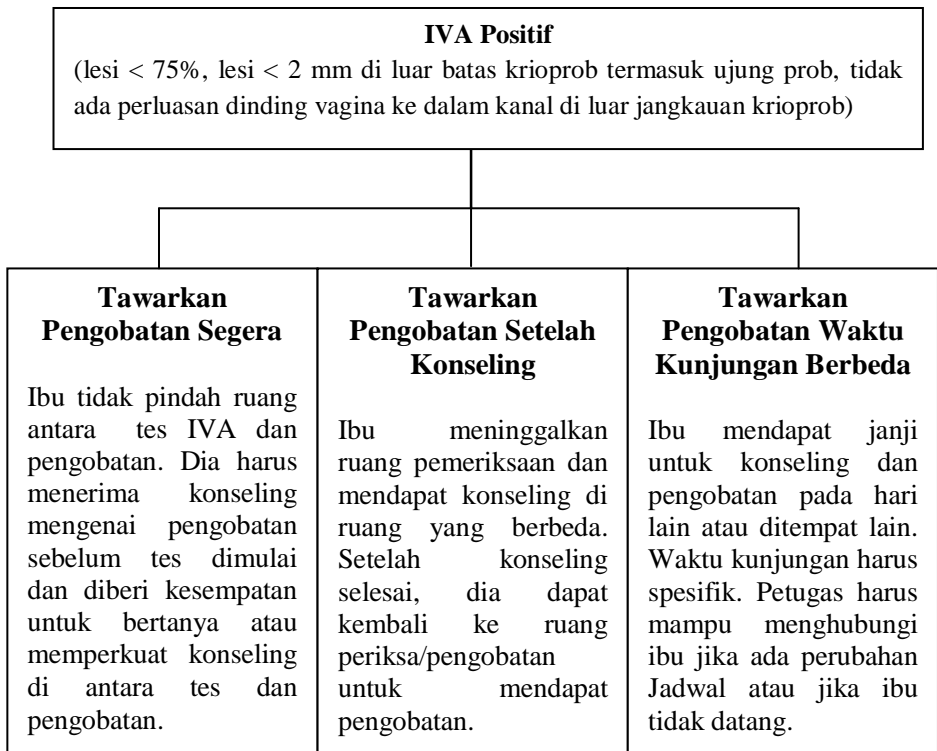 IVA Positif
(lesi < 75%, lesi < 2 mm di luar batas krioprob termasuk ujung prob, tidak
ada perluasan dinding vagina ke dalam kanal di luar jangkauan krioprob)
Tawarkan
Pengobatan Segera
Ibu tidak pindah ruang
antara tes IVA dan
pengobatan. Dia harus
menerima konseling
mengenai pengobatan
sebelum tes dimulai
dan diberi kesempatan
untuk bertanya atau
memperkuat konseling
di antara tes dan
pengobatan.
Tawarkan
Pengobatan Setelah
Konseling
Ibu meninggalkan
ruang pemeriksaan dan
mendapat konseling di
ruang yang berbeda.
Setelah konseling
selesai, dia dapat
kembali ke ruang
periksa/pengobatan
untuk mendapat
pengobatan.
Tawarkan
Pengobatan Waktu
Kunjungan Berbeda
Ibu mendapat janji
untuk konseling dan
pengobatan pada hari
lain atau ditempat lain.
Waktu kunjungan harus
spesifik. Petugas harus
mampu menghubungi
ibu jika ada perubahan
Jadwal atau jika ibu
tidak datang.